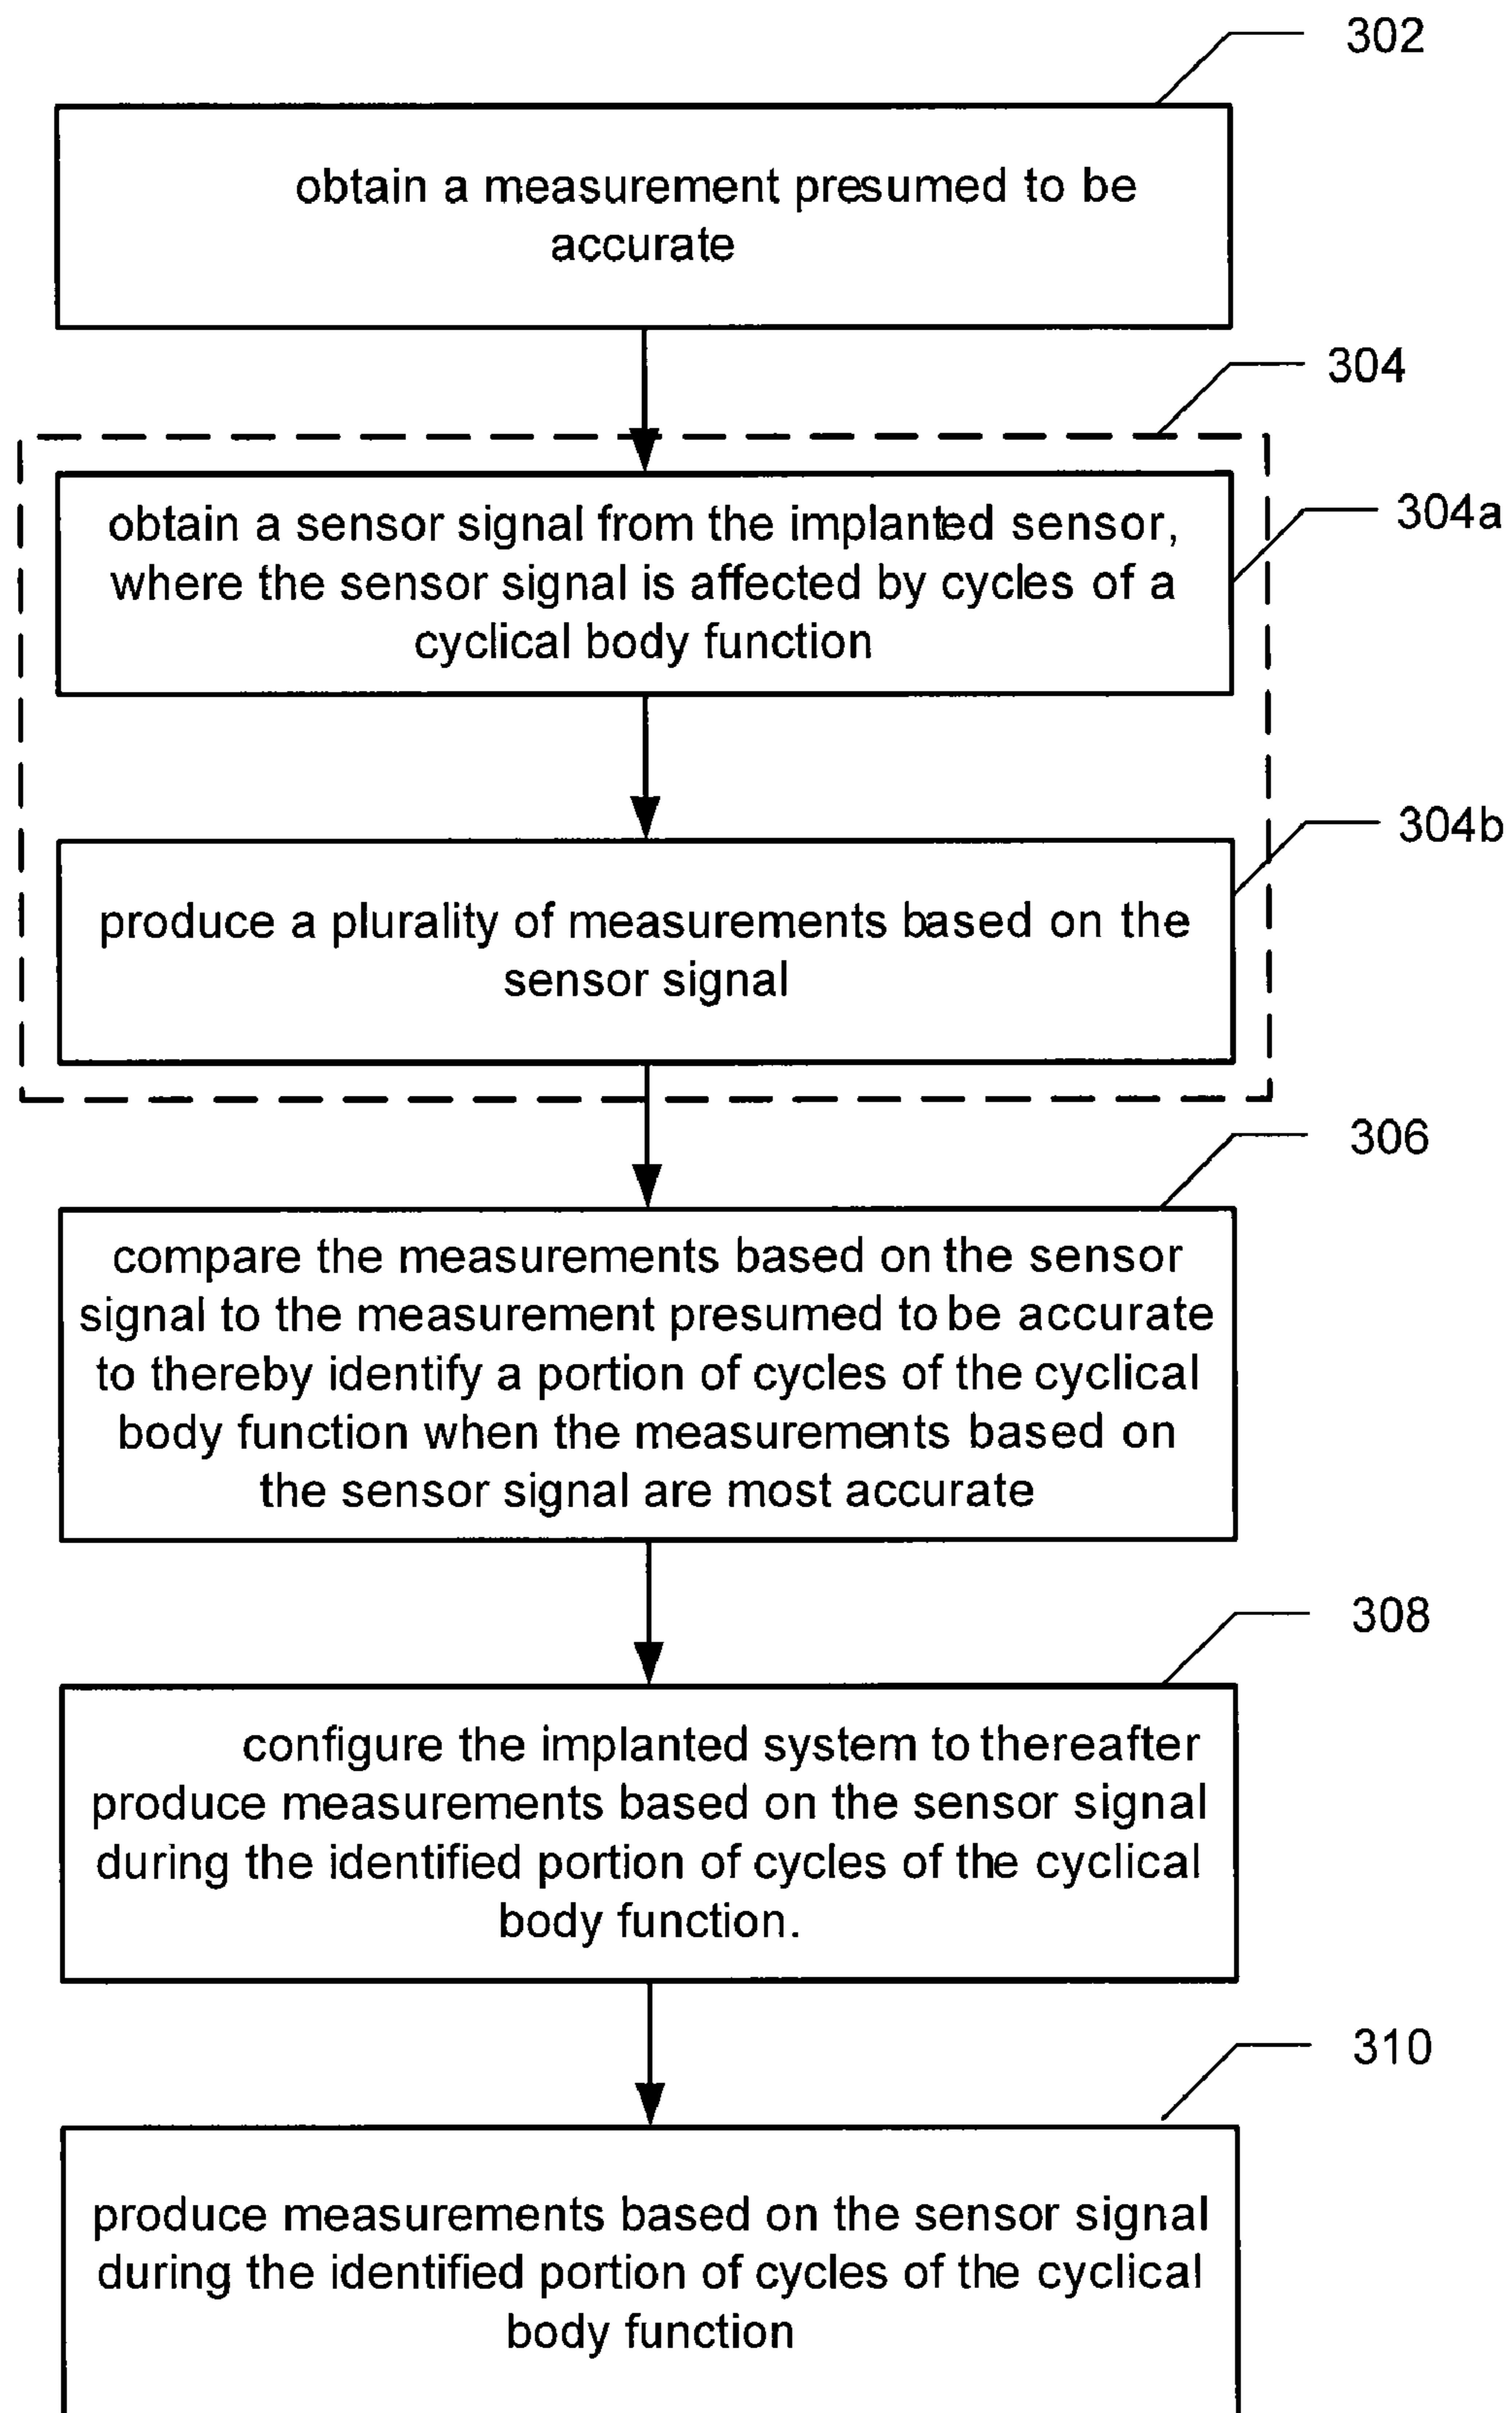 302
obtain a measurement presumed to be
accurate
304
304a
obtain a sensor signal from the implanted sensor,
where the sensor signal is affected by cycles of a
cyclical body function
304b
produce a plurality of measurements based on the
sensor signal
306
compare the measurements based on the sensor
signal to the measurement presumed to be accurate
to thereby identify a portion of cycles of the cyclical
body function when the measurements based on
the sensor signal are most accurate
308
configure the implanted system to thereafter
produce measurements based on the sensor signal
during the identified portion of cycles of the cyclical
body function.
310
produce measurements based on the sensor signal
during the identified portion of cycles of the cyclical
body function